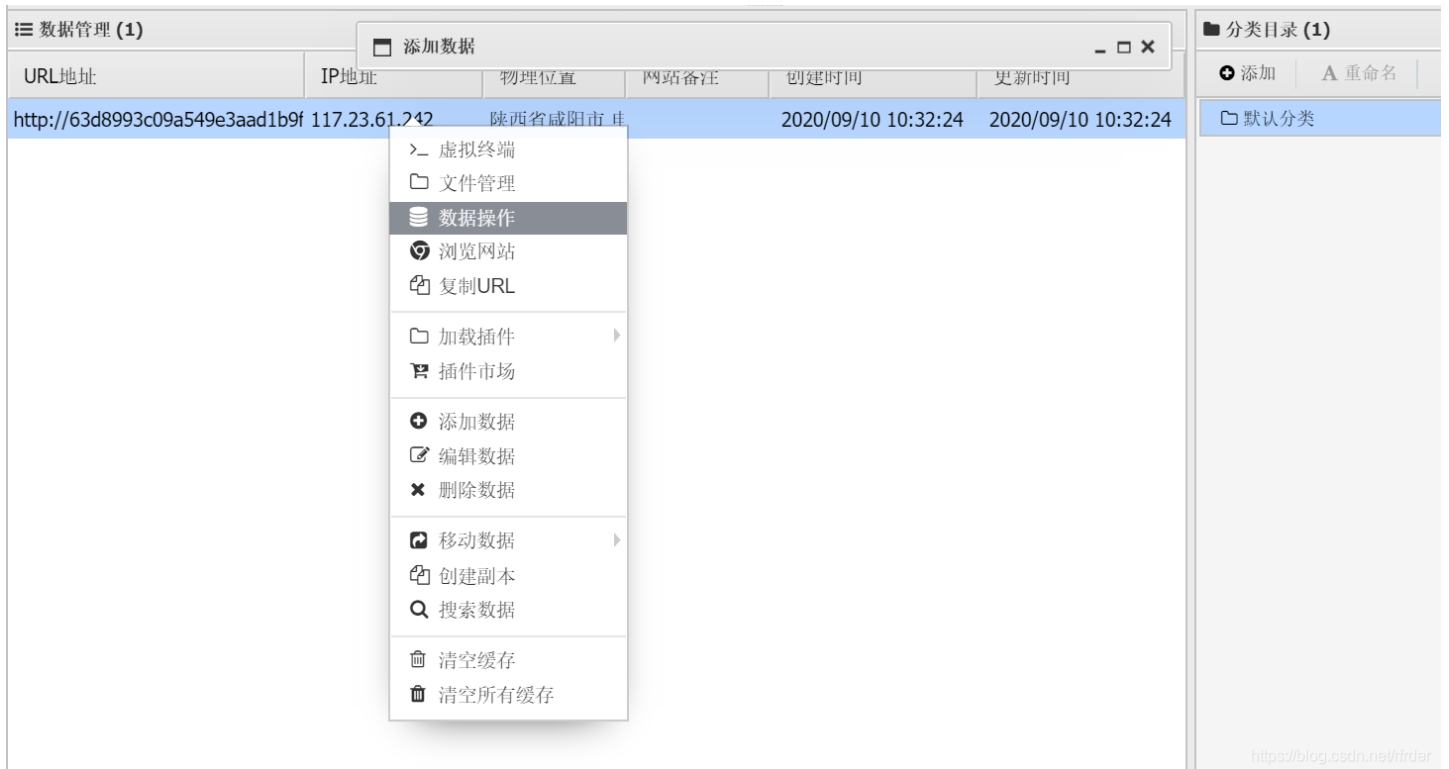 数据管理 (1)
添加数据
分类目录 (1)
URL地址 IP地址 物理位置 网站备注 创建时间 更新时间
添加 重命名
http://63d8993c09a549e3aad1b9f 117.23.61.242 陕西省咸阳市 2020/09/10 10:32:24 2020/09/10 10:32:24
默认分类
虚拟终端
文件管理
数据操作
浏览网站
复制URL
加载插件
插件市场
添加数据
编辑数据
删除数据
移动数据
创建副本
搜索数据
清空缓存
清空所有缓存
https://blog.csdn.net/rfrder